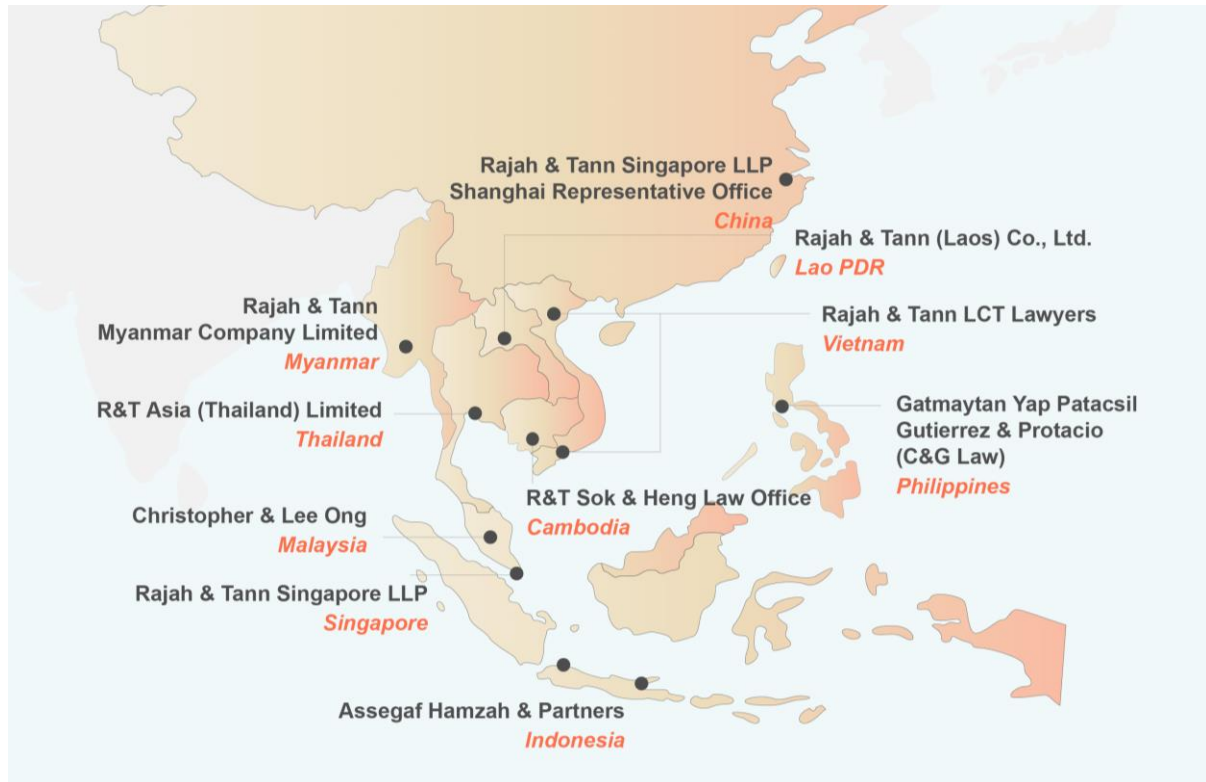 Rajah & Tann Singapore LLP
Shanghai Representative Office
China
Rajah & Tann (Laos) Co., Ltd.
Lao PDR
Rajah & Tann
Myanmar Company Limited
Myanmar
Rajah & Tann LCT Lawyers
Vietnam
R&T Asia (Thailand) Limited
Thailand
Gatmaytan Yap Patacsil
Gutierrez & Protacio
(C&G Law)
Philippines
R&T Sok & Heng Law Office
Cambodia
Christopher & Lee Ong
Malaysia
Rajah & Tann Singapore LLP
Singapore
Assegaf Hamzah & Partners
Indonesia